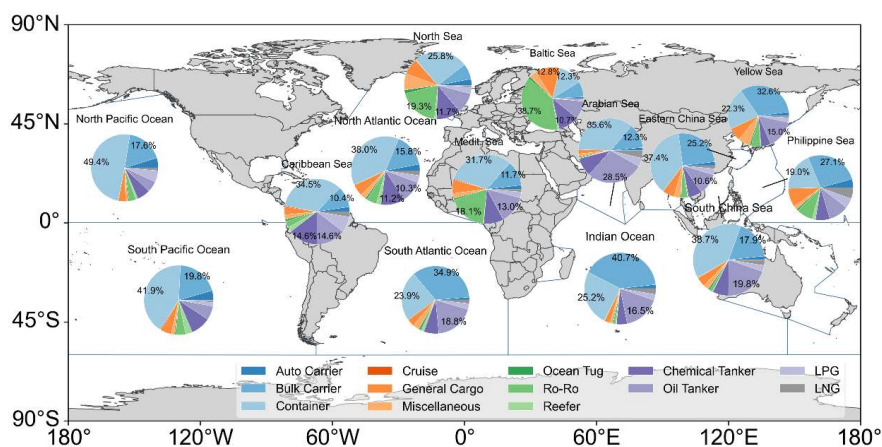 90°N
45°N
0°
45°S
90°S
North Sea
25.8%
19.3%
11.7%
Baltic Sea
12.8%
12.3%
38.7%
10.7%
Yellow Sea
32.6%
22.3%
15.0%
North Pacific Ocean
17.6%
49.4%
North Atlantic Ocean
38.0%
15.8%
10.3%
11.2%
Medit. Sea
31.7%
11.7%
18.1%
13.0%
Arabian Sea
35.6%
12.3%
28.5%
Eastern China Sea
25.2%
37.4%
10.6%
Philippine Sea
27.1%
19.0%
Caribbean Sea
34.5%
10.4%
14.6%
14.6%
South China Sea
38.7%
17.9%
19.8%
South Pacific Ocean
19.8%
41.9%
South Atlantic Ocean
34.9%
23.9%
18.8%
Indian Ocean
40.7%
25.2%
16.5%
Auto Carrier
Bulk Carrier
Container
Cruise
General Cargo
Miscellaneous
Ocean Tug
Ro-Ro
Reefer
Chemical Tanker
Oil Tanker
LPG
LNG
180° 120°W 60°W 0° 60°E 120°E 180°